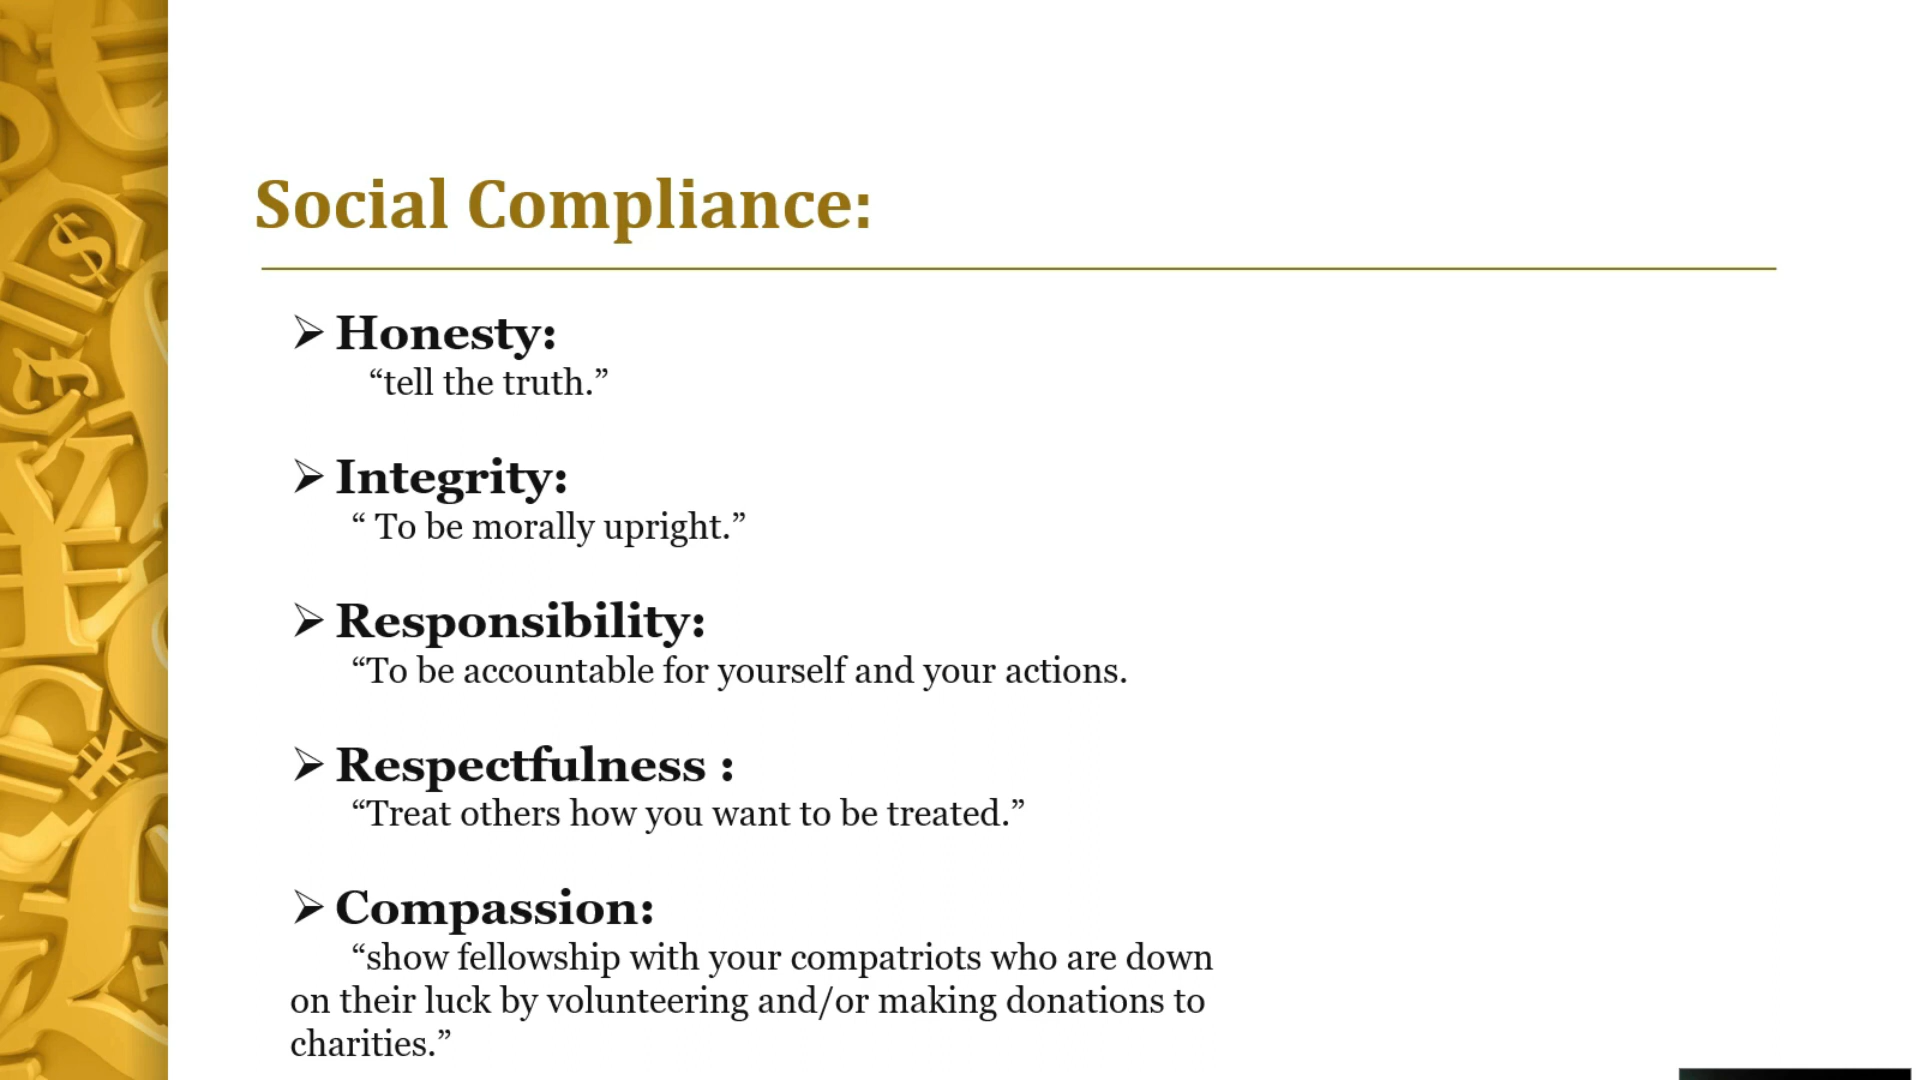 Social Compliance:
➢ Honesty:
“tell the truth.”
➢ Integrity:
“ To be morally upright.”
➢ Responsibility:
“To be accountable for yourself and your actions.
➢ Respectfulness :
“Treat others how you want to be treated.”
➢ Compassion:
“show fellowship with your compatriots who are down
on their luck by volunteering and/or making donations to
charities.”